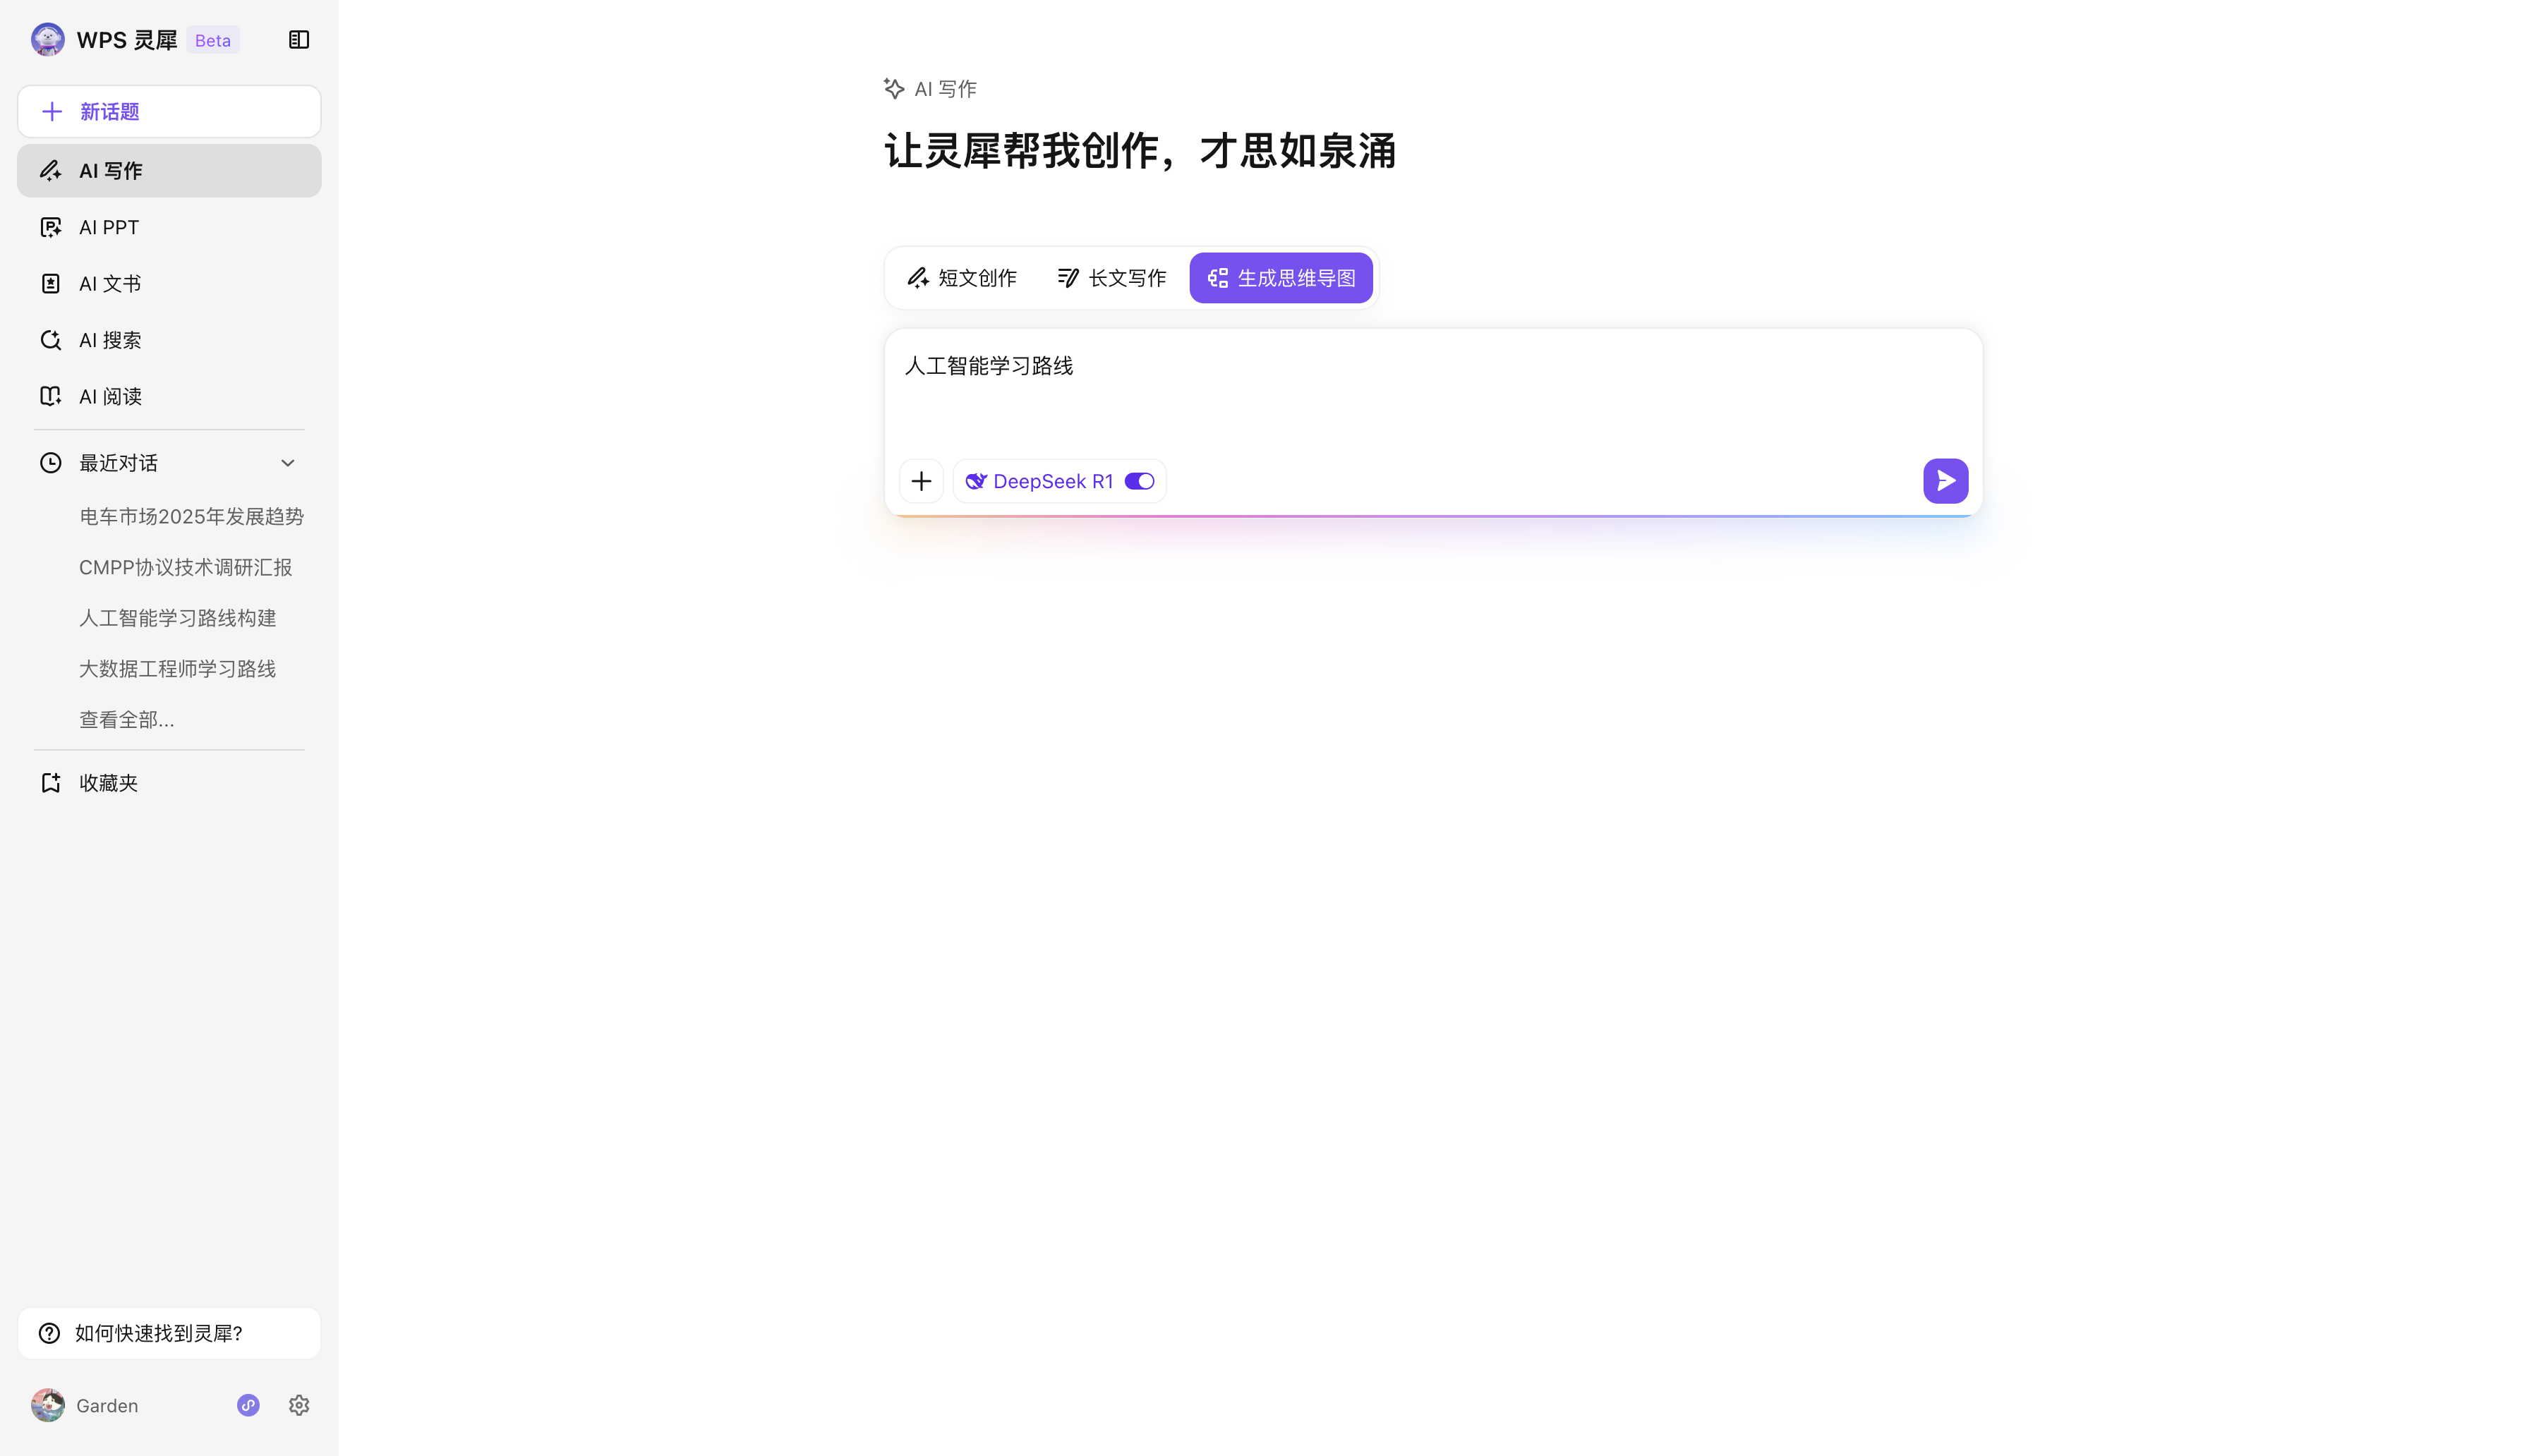 WPS 灵犀 Beta
新话题
AI 写作
AI PPT
AI 文书
AI 搜索
AI 阅读
最近对话
电车市场2025年发展趋势
CMPP协议技术调研汇报
人工智能学习路线构建
大数据工程师学习路线
查看全部...
收藏夹
如何快速找到灵犀?
Garden
AI 写作
让灵犀帮我创作，才思如泉涌
短文创作 长文写作 生成思维导图
人工智能学习路线
DeepSeek R1